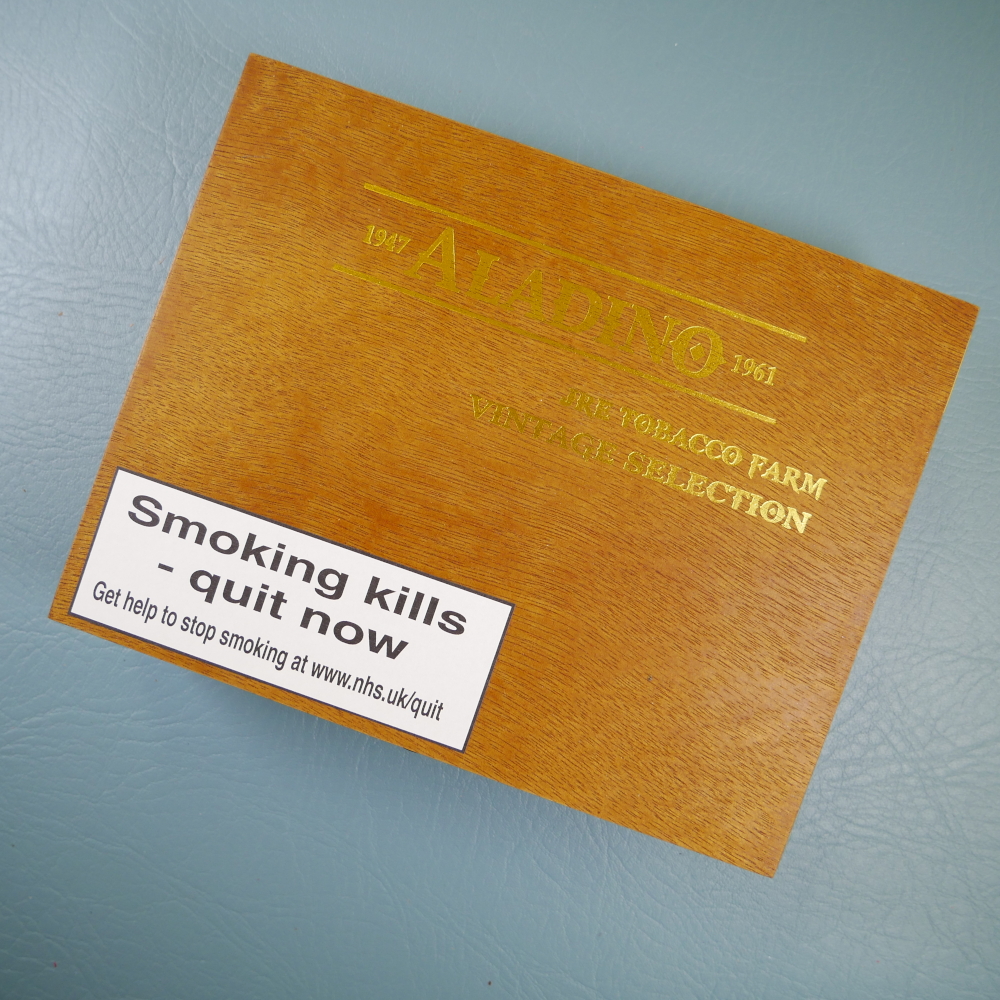 1947 ALADINO 1961
JRE TOBACCO FARM
VINTAGE SELECTION
Smoking kills
- quit now
Get help to stop smoking at www.nhs.uk/quit